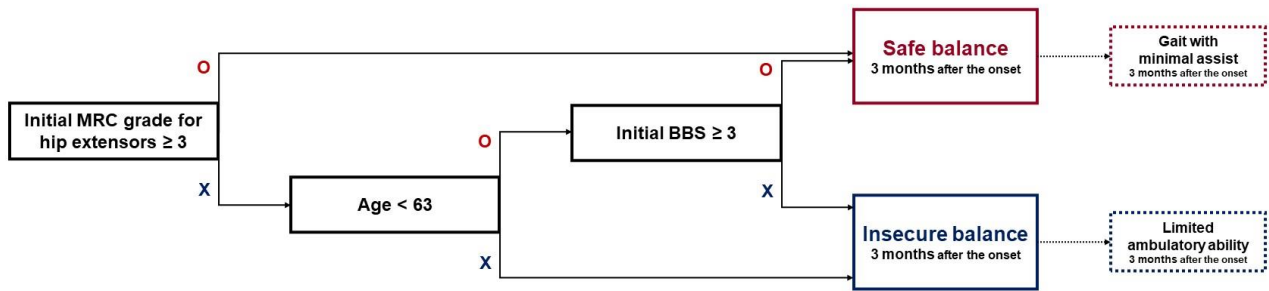 Initial MRC grade for
hip extensors ≥ 3
O
X
Age < 63
O
X
Initial BBS ≥ 3
O
X
Safe balance
3 months after the onset
Insecure balance
3 months after the onset
Gait with
minimal assist
3 months after the onset
Limited
ambulatory ability
3 months after the onset